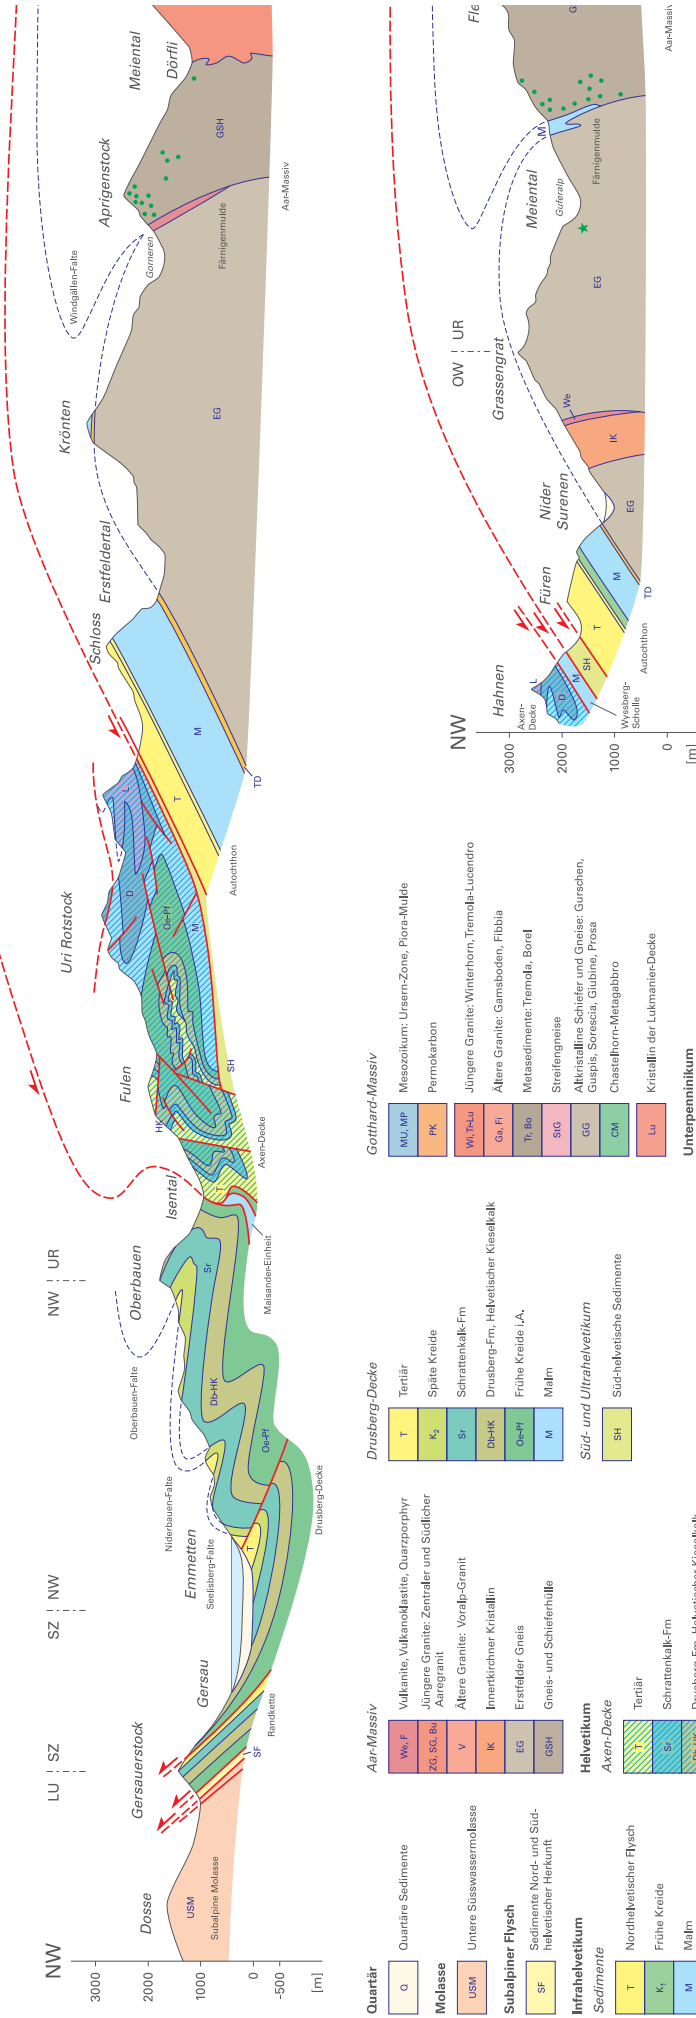 NW
LU
SZ
SZ
NW
NW
UR
Dosse
Gersauerstock
Gersau
Emmetten
Oberbauen
Isental
Fulen
Uri Rotstock
Schloss
Erstfeldertal
Krönten
Aprigenstock
Meiental
Dörfli
Seelisberg-Falte
Niderbauen-Falte
Oberbauen-Falte
Windgällen-Falte
Gorneren
3000
2000
1000
0
-500
[m]
USM
Subalpine Molasse
SF
Randkette
T
Drusberg-Decke
Oe-Pf
Db-HK
Sr
Maisander-Einheit
T
Axen-Decke
HK
SH
Oe-Pf
M
D
L
Autochthon
T
M
TD
EG
Färnigenmulde
GSH
Aar-Massiv
NW
OW
UR
Hahnen
Füren
Nider
Surenen
Grassengrat
Meiental
Guferalp
Fle
3000
2000
1000
0
[m]
Axen-
Decke
L
D
M
SH
Wyssberg-
Scholle
T
M
TD
Autochthon
EG
IK
We
EG
M
Färnigenmulde
G
Aar-Massiv
Quartär
Q
Quartäre Sedimente
Molasse
USM
Untere Süsswassermolasse
Subalpiner Flysch
SF
Sedimente Nord- und Süd-
helvetischer Herkunft
Infrahelvetikum
Sedimente
T
Nordhelvetischer Flysch
K1
Frühe Kreide
M
Malm
Aar-Massiv
We, F
Vulkanite, Vulkanoklastite, Quarzporphyr
ZG, SG, Bu
Jüngere Granite: Zentraler und Südlicher
Aaregranit
V
Ältere Granite: Voralp-Granit
IK
Innertkirchner Kristallin
EG
Erstfelder Gneis
GSH
Gneis- und Schieferhülle
Helvetikum
Axen-Decke
T
Tertiär
Sr
Schrattenkalk-Fm
Db-HK
Drusberg-Fm, Helvetischer Kieselkalk
Drusberg-Decke
T
Tertiär
K2
Späte Kreide
Sr
Schrattenkalk-Fm
Db-HK
Drusberg-Fm, Helvetischer Kieselkalk
Oe-Pf
Frühe Kreide i.A.
M
Malm
Süd- und Ultrahelvetikum
SH
Süd-helvetische Sedimente
Gotthard-Massiv
MU, MP
Mesozoikum: Ursern-Zone, Piora-Mulde
PK
Permokarbon
Wi, Tr-Lu
Jüngere Granite: Winterhorn, Tremola-Lucendro
Ga, Fi
Ältere Granite: Gamsboden, Fibbia
Tr, Bo
Metasedimente: Tremola, Borel
StG
Streifengneise
GG
Altkristalline Schiefer und Gneise: Gurschen,
Guspis, Sorescia, Giubine, Prosa
CM
Chastelhorn-Metagabbro
Lu
Kristallin der Lukmanier-Decke
Unterpenninikum